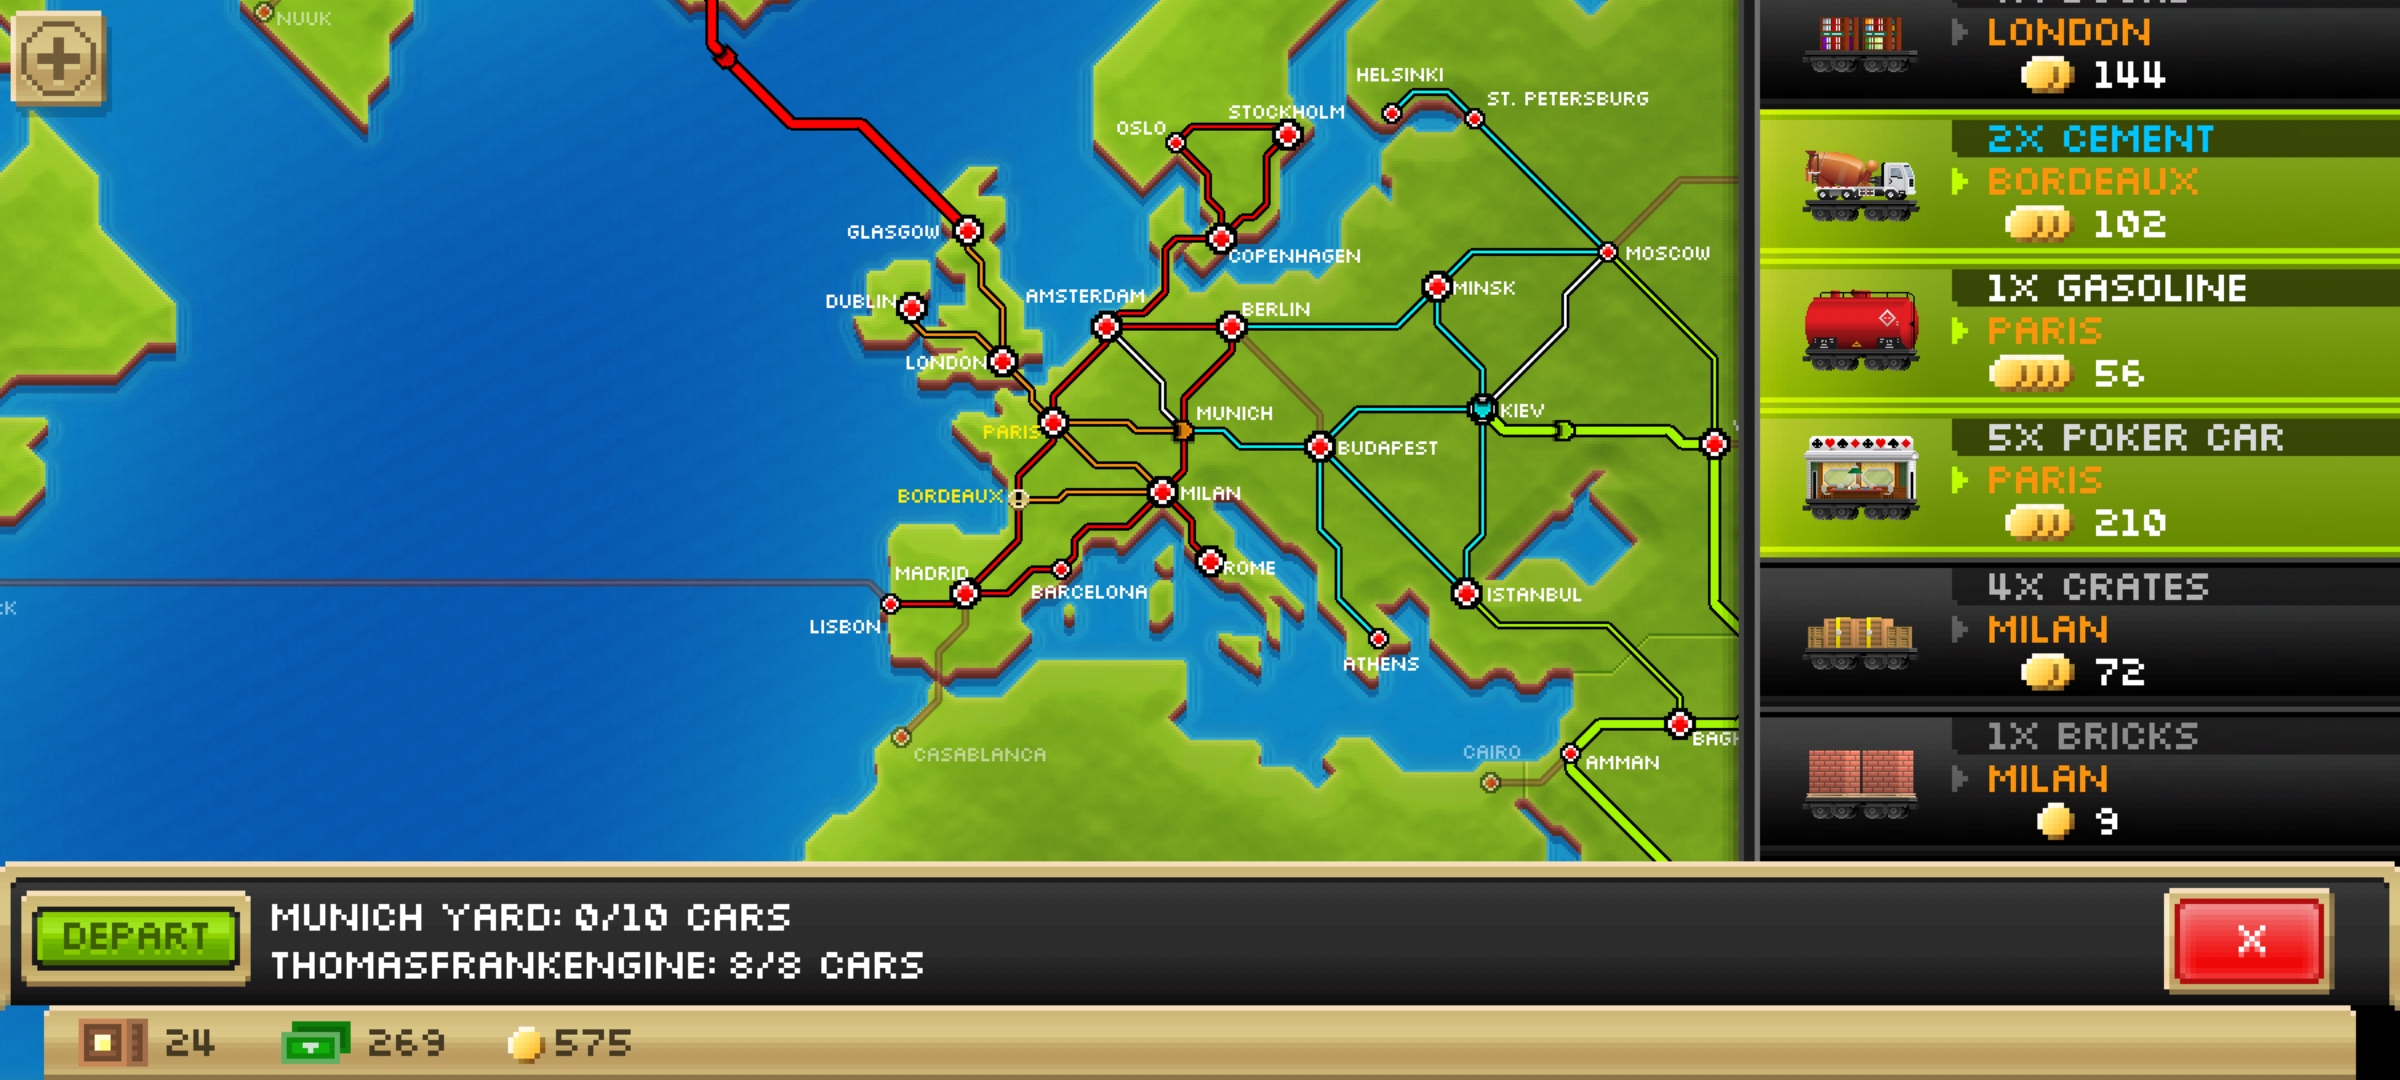 NUUK
HELSINKI
ST. PETERSBURG
STOCKHOLM
OSLO
GLASGOW
COPENHAGEN
MOSCOW
DUBLIN
AMSTERDAM
MINSK
BERLIN
LONDON
MUNICH
KIEV
PARIS
BUDAPEST
BORDEAUX
MILAN
ROME
MADRID
BARCELONA
ISTANBUL
LISBON
ATHENS
CASABLANCA
CAIRO
AMMAN
LONDON
144
2X CEMENT
BORDEAUX
102
1X GASOLINE
PARIS
56
5X POKER CAR
PARIS
210
4X CRATES
MILAN
72
1X BRICKS
MILAN
9
DEPART
MUNICH YARD: 0/10 CARS
THOMASFRANKENGINE: 8/8 CARS
X
24
269
575